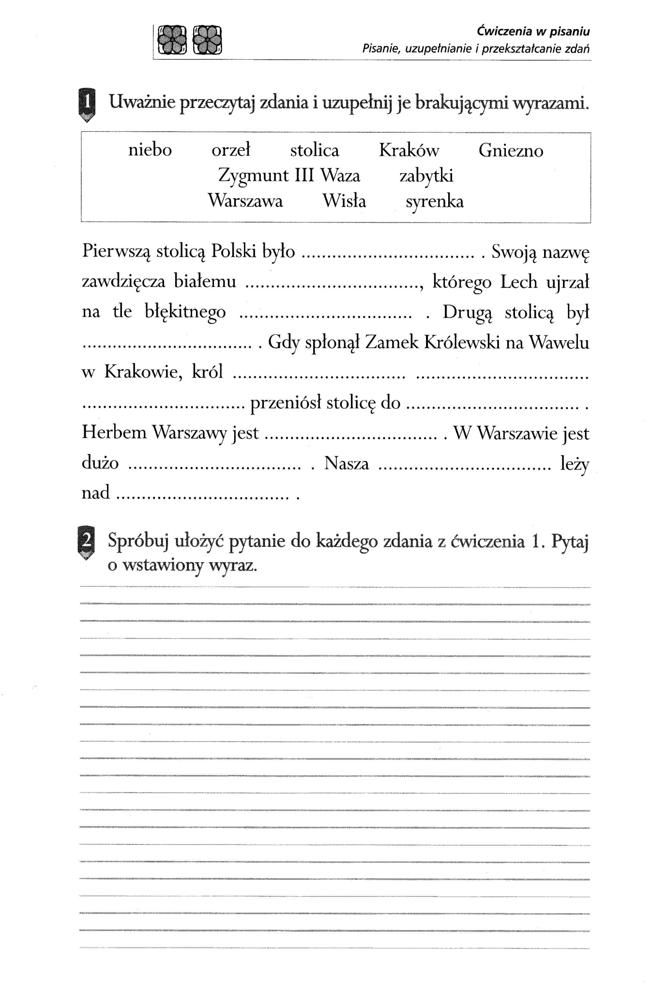 Ćwiczenia w pisaniu
Pisanie, uzupełnianie i przekształcanie zdań
1 Uważnie przeczytaj zdania i uzupełnij je brakującymi wyrazami.
niebo orzeł stolica Kraków Gniezno
Zygmunt III Waza zabytki
Warszawa Wisła syrenka
Pierwszą stolicą Polski było .................................. . Swoją nazwę
zawdzięcza białemu .................................., którego Lech ujrzał
na tle błękitnego .................................. . Drugą stolicą był
.................................. . Gdy spłonął Zamek Królewski na Wawelu
w Krakowie, król .................................. ..................................
................................ przeniósł stolicę do .................................. .
Herbem Warszawy jest .................................. . W Warszawie jest
dużo .................................. . Nasza .................................. leży
nad .................................. .
2 Spróbuj ułożyć pytanie do każdego zdania z ćwiczenia 1. Pytaj
o wstawiony wyraz.